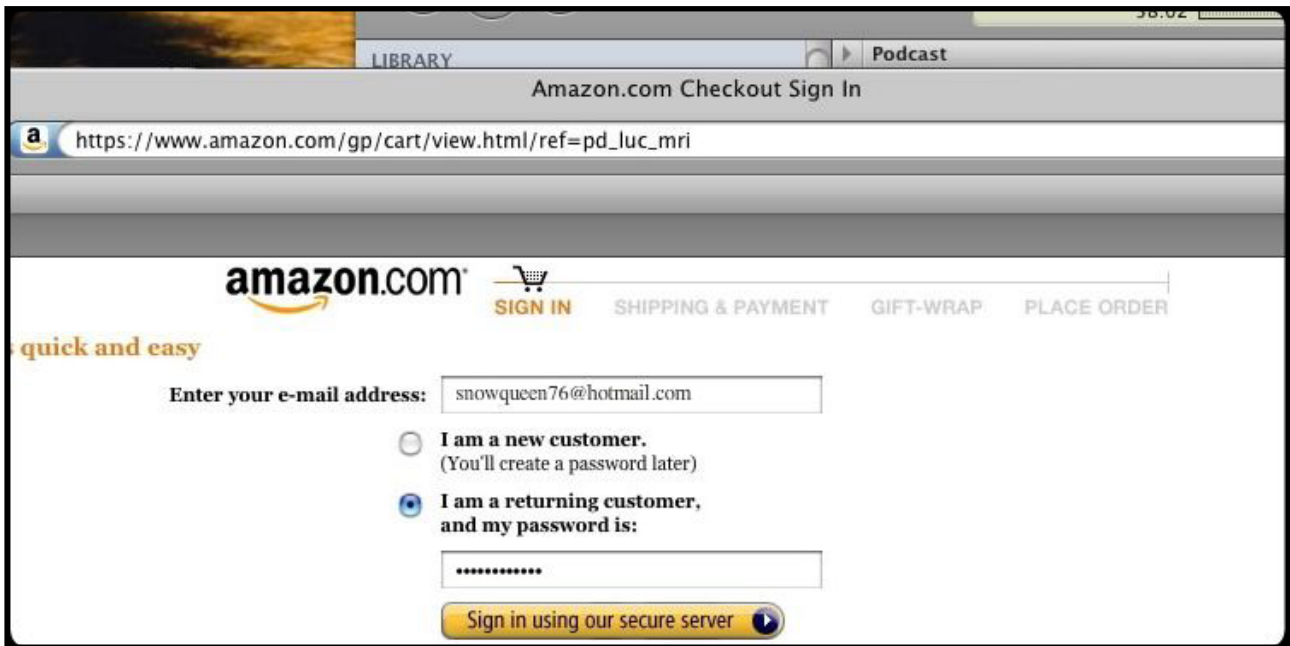 LIBRARY
Podcast
Amazon.com Checkout Sign In
a
https://www.amazon.com/gp/cart/view.html/ref=pd_luc_mri
amazon.com
SIGN IN SHIPPING & PAYMENT GIFT-WRAP PLACE ORDER
quick and easy
Enter your e-mail address: snowqueen76@hotmail.com
I am a new customer.
(You'll create a password later)
I am a returning customer,
and my password is:
••••••••••••
Sign in using our secure server